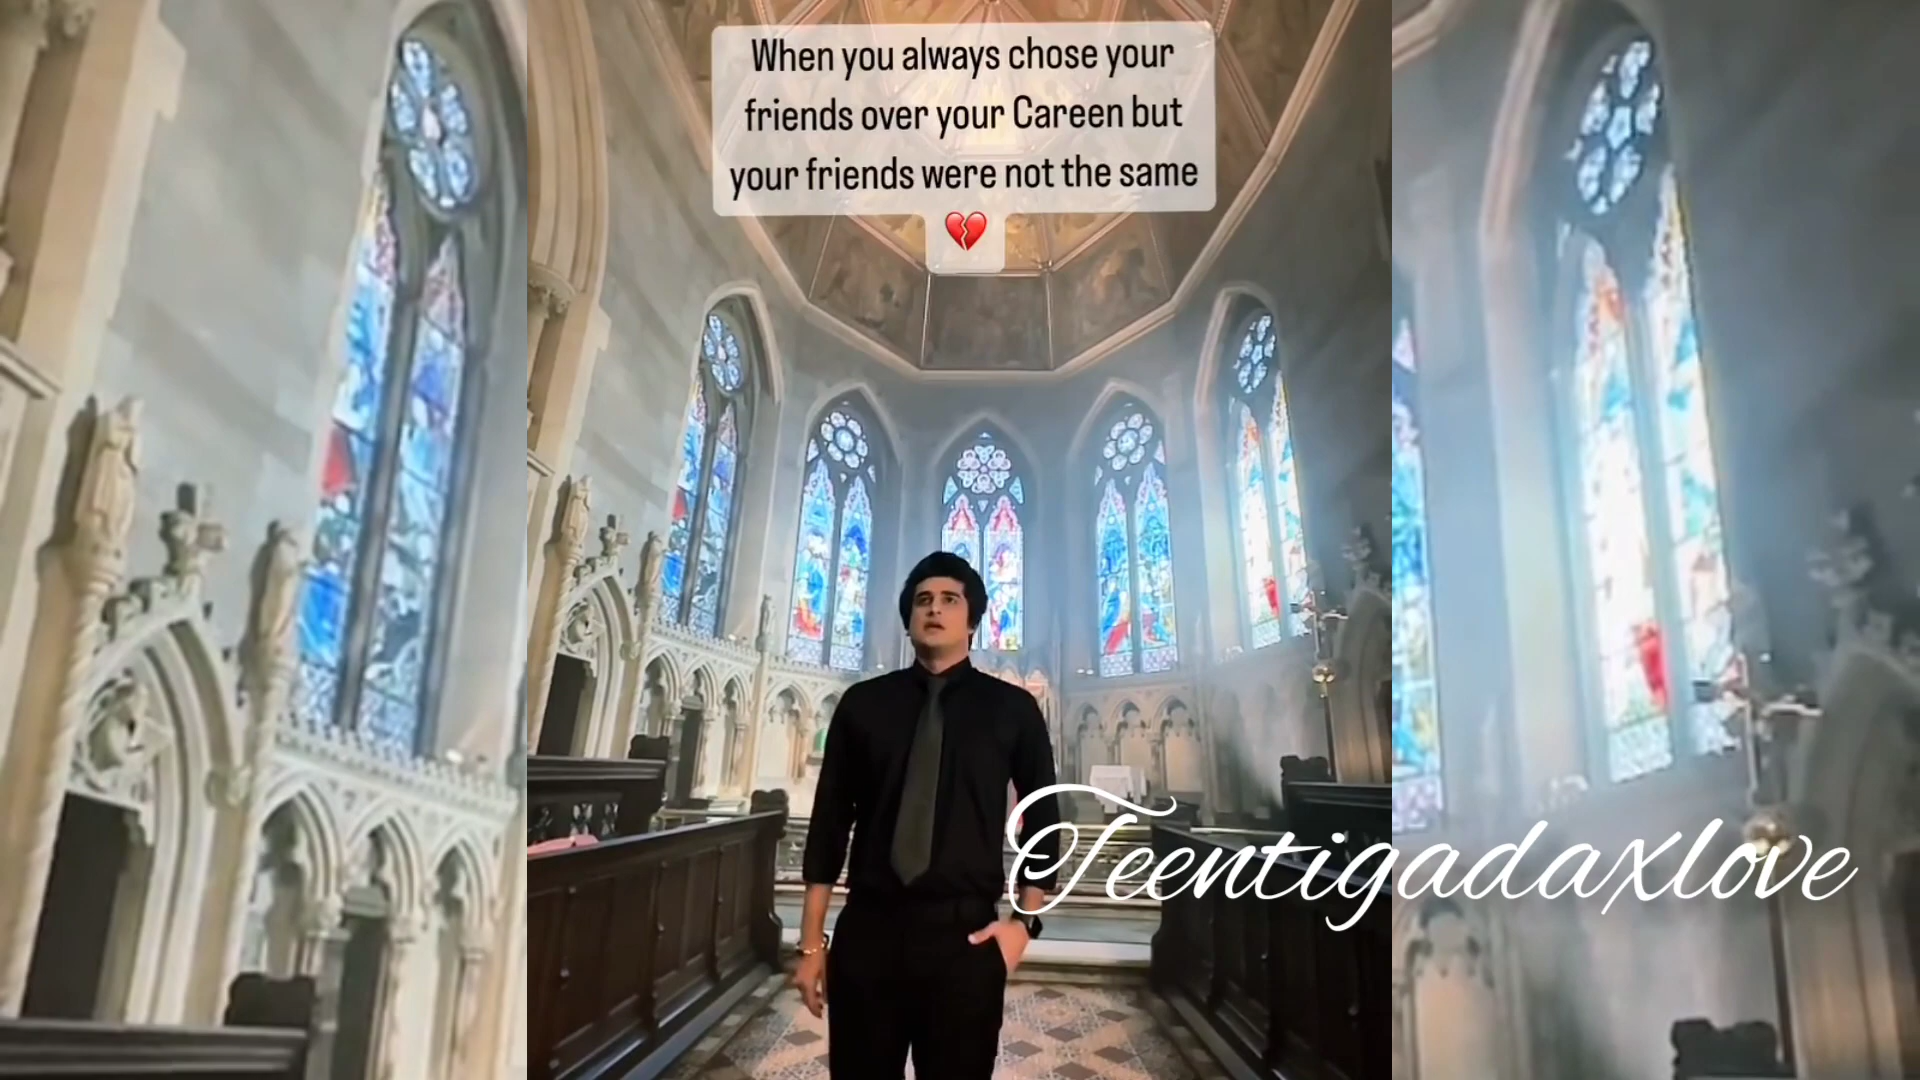 When you always chose your
friends over your Careen but
your friends were not the same
💔
Teentigadaxlove